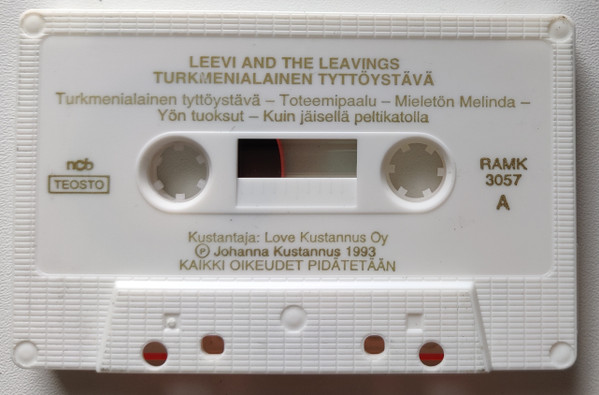 LEEVI AND THE LEAVINGS
TURKMENIALAINEN TYTTÖYSTÄVÄ
Turkmenialainen tyttöystävä – Toteemipaalu – Mieletön Melinda –
Yön tuoksut – Kuin jäisellä peltikatolla
ncb
TEOSTO
RAMK
3057
A
Kustantaja: Love Kustannus Oy
Ⓟ Johanna Kustannus 1993
KAIKKI OIKEUDET PIDÄTETÄÄN